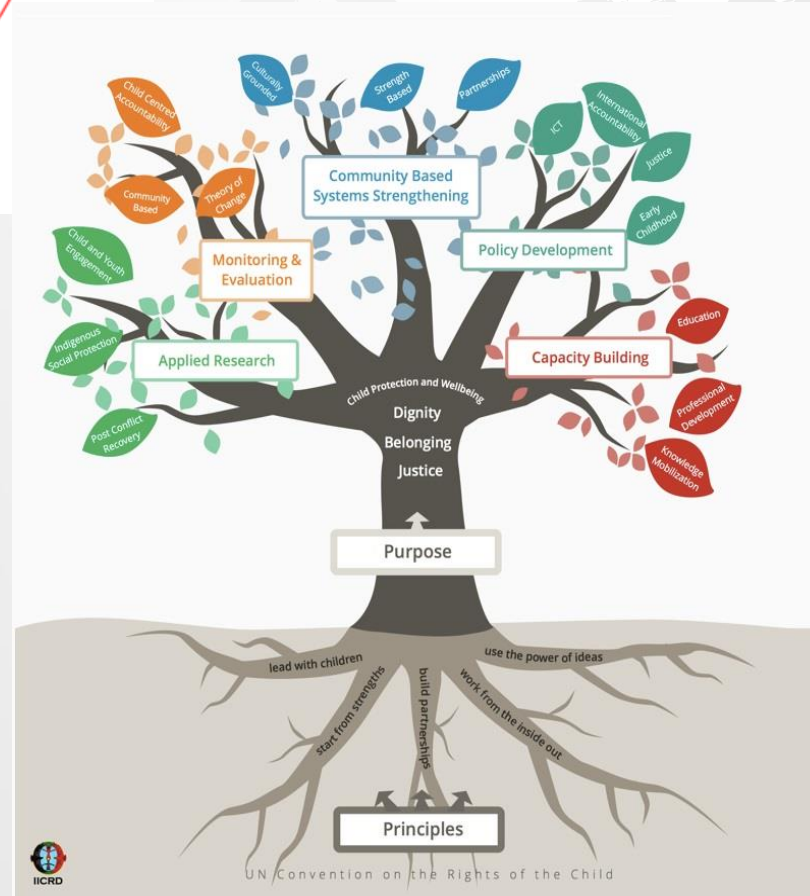 Culturally
Grounded
Strength
Based
Partnerships
Child Centred
Accountability
Community
Based
Theory of
Change
Community Based
Systems Strengthening
ICT
International
Accountability
Justice
Early
Childhood
Monitoring &
Evaluation
Policy Development
Child and Youth
Engagement
Indigenous
Social Protection
Post Conflict
Recovery
Applied Research
Capacity Building
Education
Professional
Development
Knowledge
Mobilization
Child Protection and Wellbeing
Dignity
Belonging
Justice
Purpose
lead with children
start from strengths
build partnerships
work from the inside out
use the power of ideas
Principles
UN Convention on the Rights of the Child
IICRD